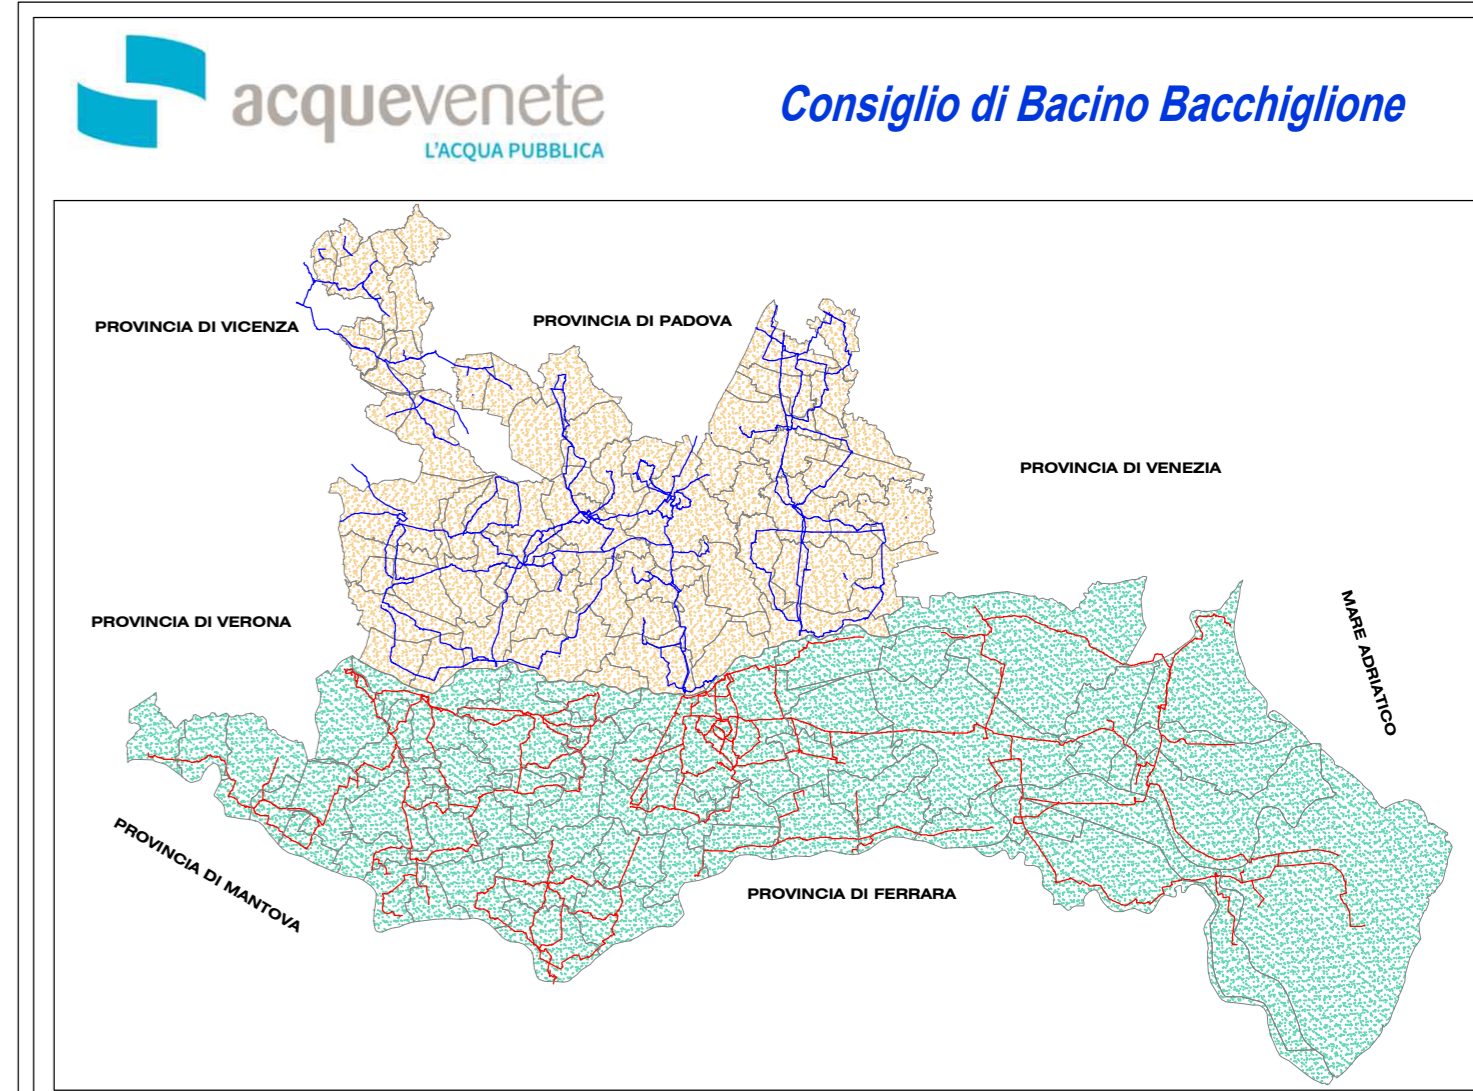 acquevenete
L'ACQUA PUBBLICA
Consiglio di Bacino Bacchiglione
PROVINCIA DI VICENZA
PROVINCIA DI PADOVA
PROVINCIA DI VENEZIA
PROVINCIA DI VERONA
MARE ADRIATICO
PROVINCIA DI MANTOVA
PROVINCIA DI FERRARA